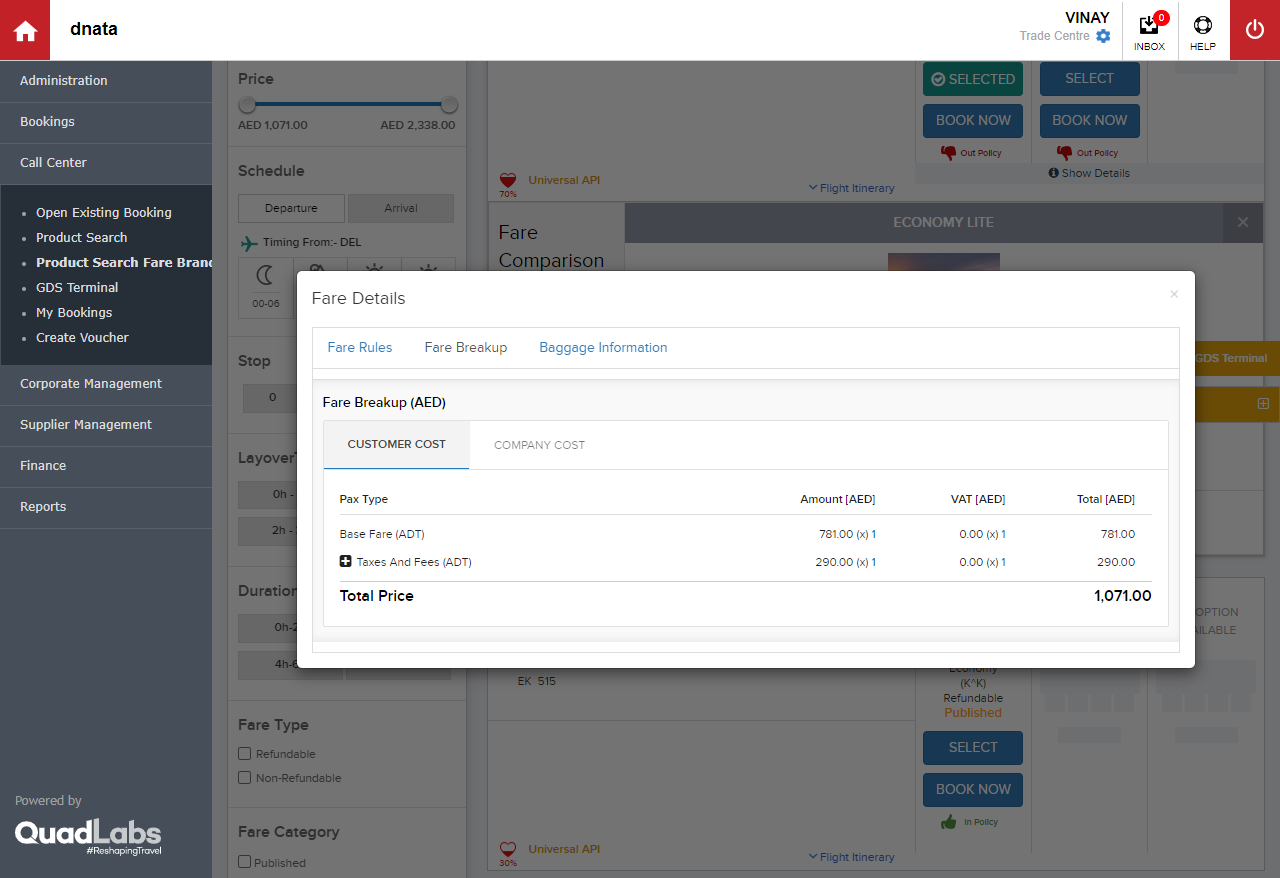 dnata
VINAY
Trade Centre
0
INBOX
HELP
Administration
Bookings
Call Center
Open Existing Booking
Product Search
Product Search Fare Bran
GDS Terminal
My Bookings
Create Voucher
Corporate Management
Supplier Management
Finance
Reports
Powered by
QuadLabs
#ReshapingTravel
Price
AED 1,071.00 AED 2,338.00
Schedule
Departure Arrival
Timing From:- DEL
00-06
Stop
0
Layover
0h -
2h -
Duration
0h-2
4h-6
Fare Type
Refundable
Non-Refundable
Fare Category
Published
SELECTED SELECT
BOOK NOW BOOK NOW
Out Policy Out Policy
Show Details
70%
Universal API
Flight Itinerary
Fare
Comparison
ECONOMY LITE
×
GDS Terminal
Fare Details
×
Fare Rules Fare Breakup Baggage Information
Fare Breakup (AED)
CUSTOMER COST COMPANY COST
Pax Type Amount [AED] VAT [AED] Total [AED]
Base Fare (ADT) 781.00 (x) 1 0.00 (x) 1 781.00
Taxes And Fees (ADT) 290.00 (x) 1 0.00 (x) 1 290.00
Total Price 1,071.00
OPTION
EK 515
Economy
(K^K)
Refundable
Published
SELECT
BOOK NOW
In Policy
30%
Universal API
Flight Itinerary